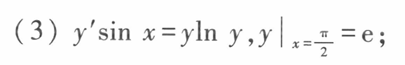 (3) y′sin x=yln y,y|ₓ₌π/₂=e;